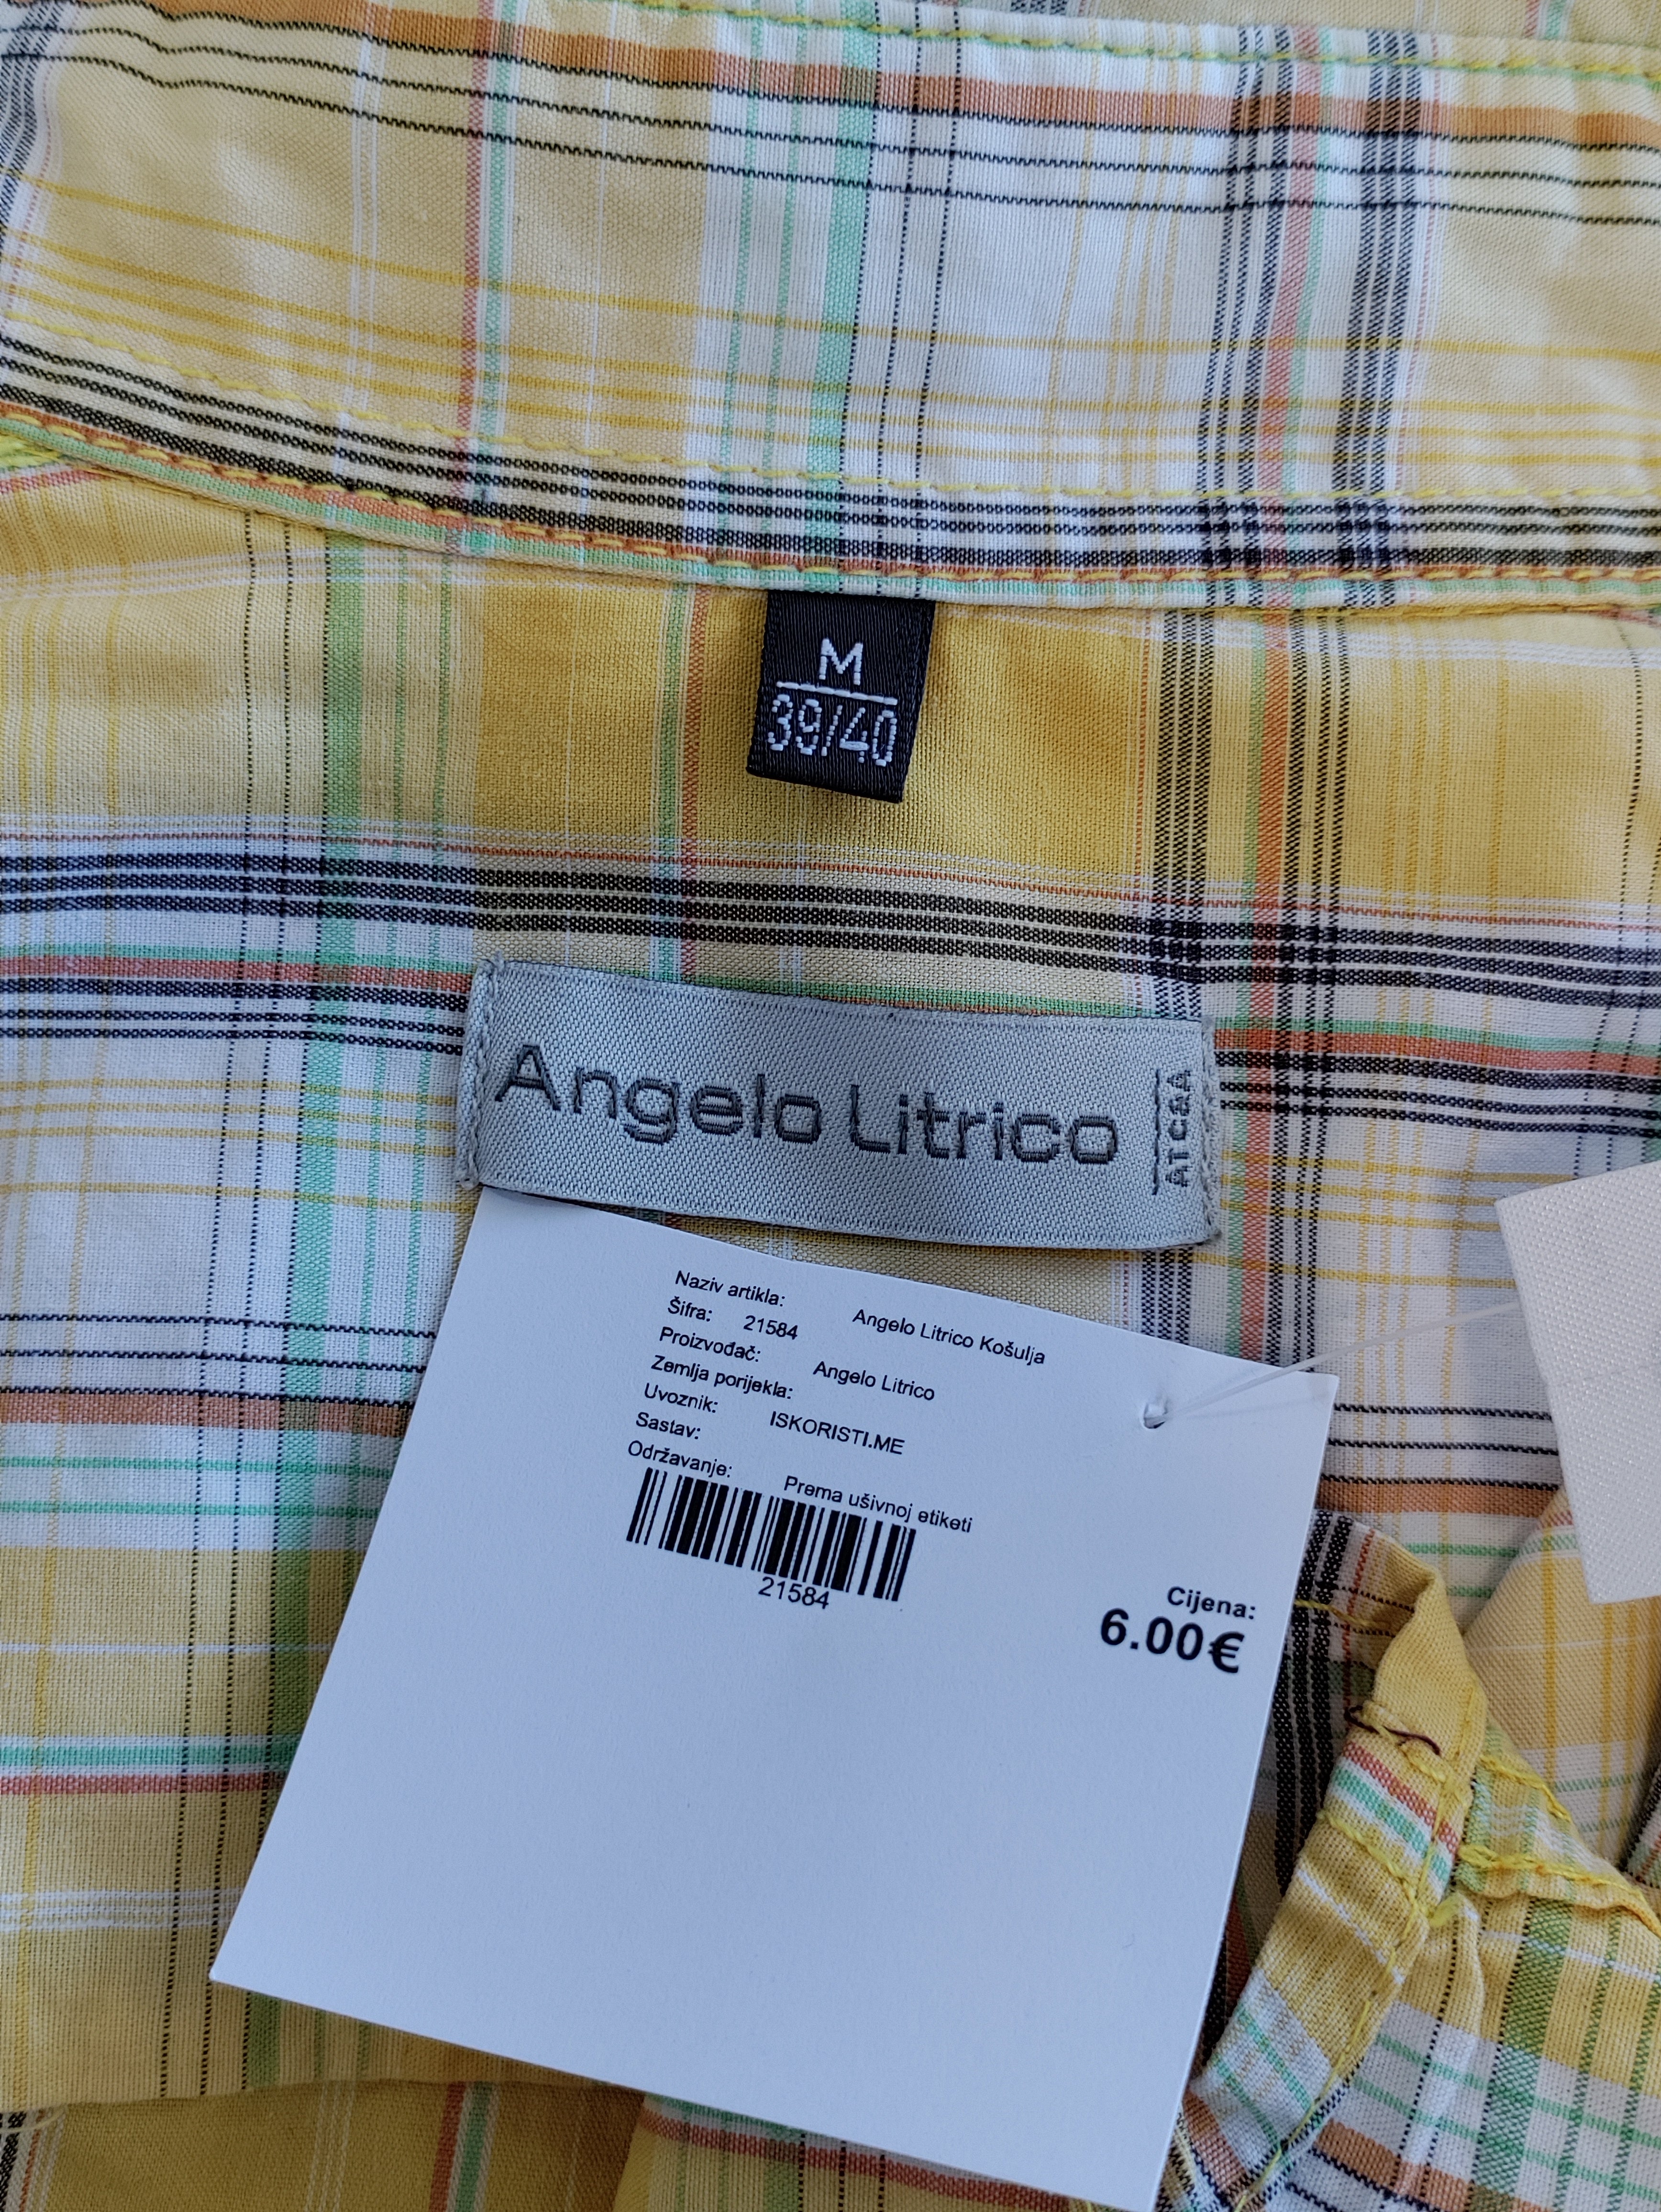 M
39/40
Angelo Litrico
AT C&A
Naziv artikla: Angelo Litrico Košulja
Šifra: 21584
Proizvođač: Angelo Litrico
Zemlja porijekla:
Uvoznik: ISKORISTI.ME
Sastav:
Održavanje: Prema ušivnoj etiketi
21584
Cijena:
6.00€